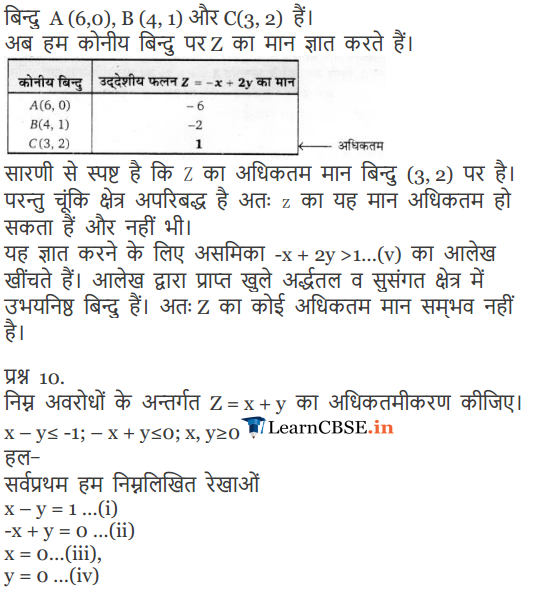 बिन्दु A (6,0), B (4, 1) और C(3, 2) हैं।
अब हम कोनीय बिन्दु पर Z का मान ज्ञात करते हैं।
कोनीय बिन्दु उद्देशीय फलन Z = -x + 2y का मान
A(6, 0) - 6
B(4, 1) -2
C(3, 2) 1 अधिकतम
सारणी से स्पष्ट है कि Z का अधिकतम मान बिन्दु (3, 2) पर है।
परन्तु चूंकि क्षेत्र अपरिबद्ध है अतः z का यह मान अधिकतम हो
सकता हैं और नहीं भी।
यह ज्ञात करने के लिए असमिका -x + 2y >1…(v) का आलेख
खींचते हैं। आलेख द्वारा प्राप्त खुले अर्द्धतल व सुसंगत क्षेत्र में
उभयनिष्ठ बिन्दु हैं। अतः Z का कोई अधिकतम मान सम्भव नहीं
है।
प्रश्न 10.
निम्न अवरोधों के अन्तर्गत Z = x + y का अधिकतमीकरण कीजिए।
x – y≤ -1; – x + y≤0; x, y≥0 LearnCBSE.in
हल–
सर्वप्रथम हम निम्नलिखित रेखाओं
x – y = 1 …(i)
-x + y = 0 …(ii)
x = 0…(iii),
y = 0 …(iv)